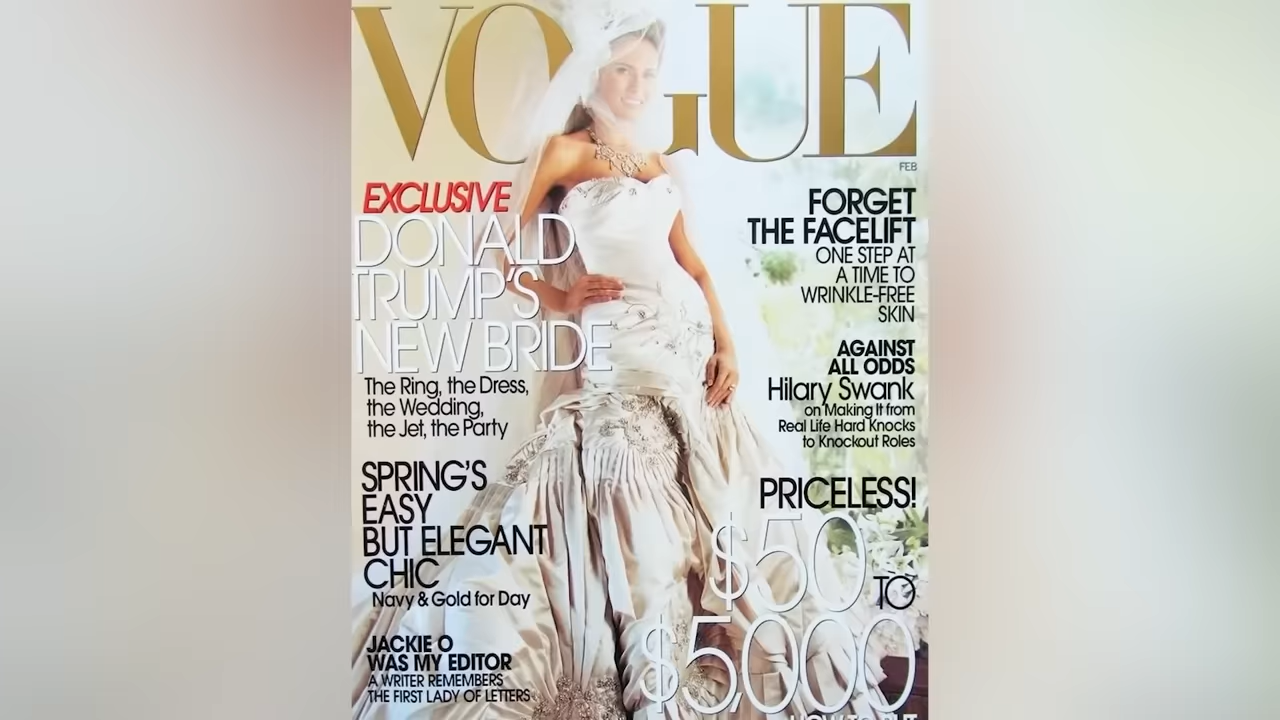 VOGUE
FEB
EXCLUSIVE
DONALD
TRUMP'S
NEW BRIDE
The Ring, the Dress,
the Wedding,
the Jet, the Party
SPRING'S
EASY
BUT ELEGANT
CHIC
Navy & Gold for Day
JACKIE O
WAS MY EDITOR
A WRITER REMEMBERS
THE FIRST LADY OF LETTERS
FORGET
THE FACELIFT
ONE STEP AT
A TIME TO
WRINKLE-FREE
SKIN
AGAINST
ALL ODDS
Hilary Swank
on Making It from
Real Life Hard Knocks
to Knockout Roles
PRICELESS!
$50
TO
$5,000